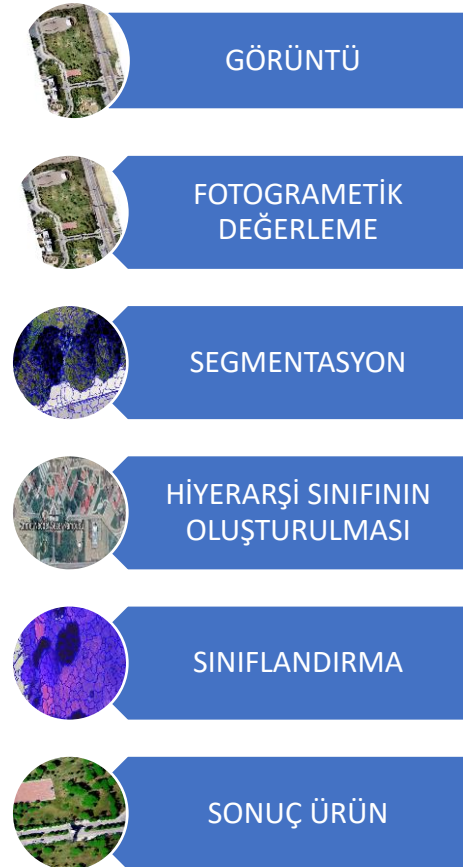 GÖRÜNTÜ
FOTOGRAMETİK
DEĞERLEME
SEGMENTASYON
HİYERARŞİ SINIFININ
OLUŞTURULMASI
SINIFLANDIRMA
SONUÇ ÜRÜN